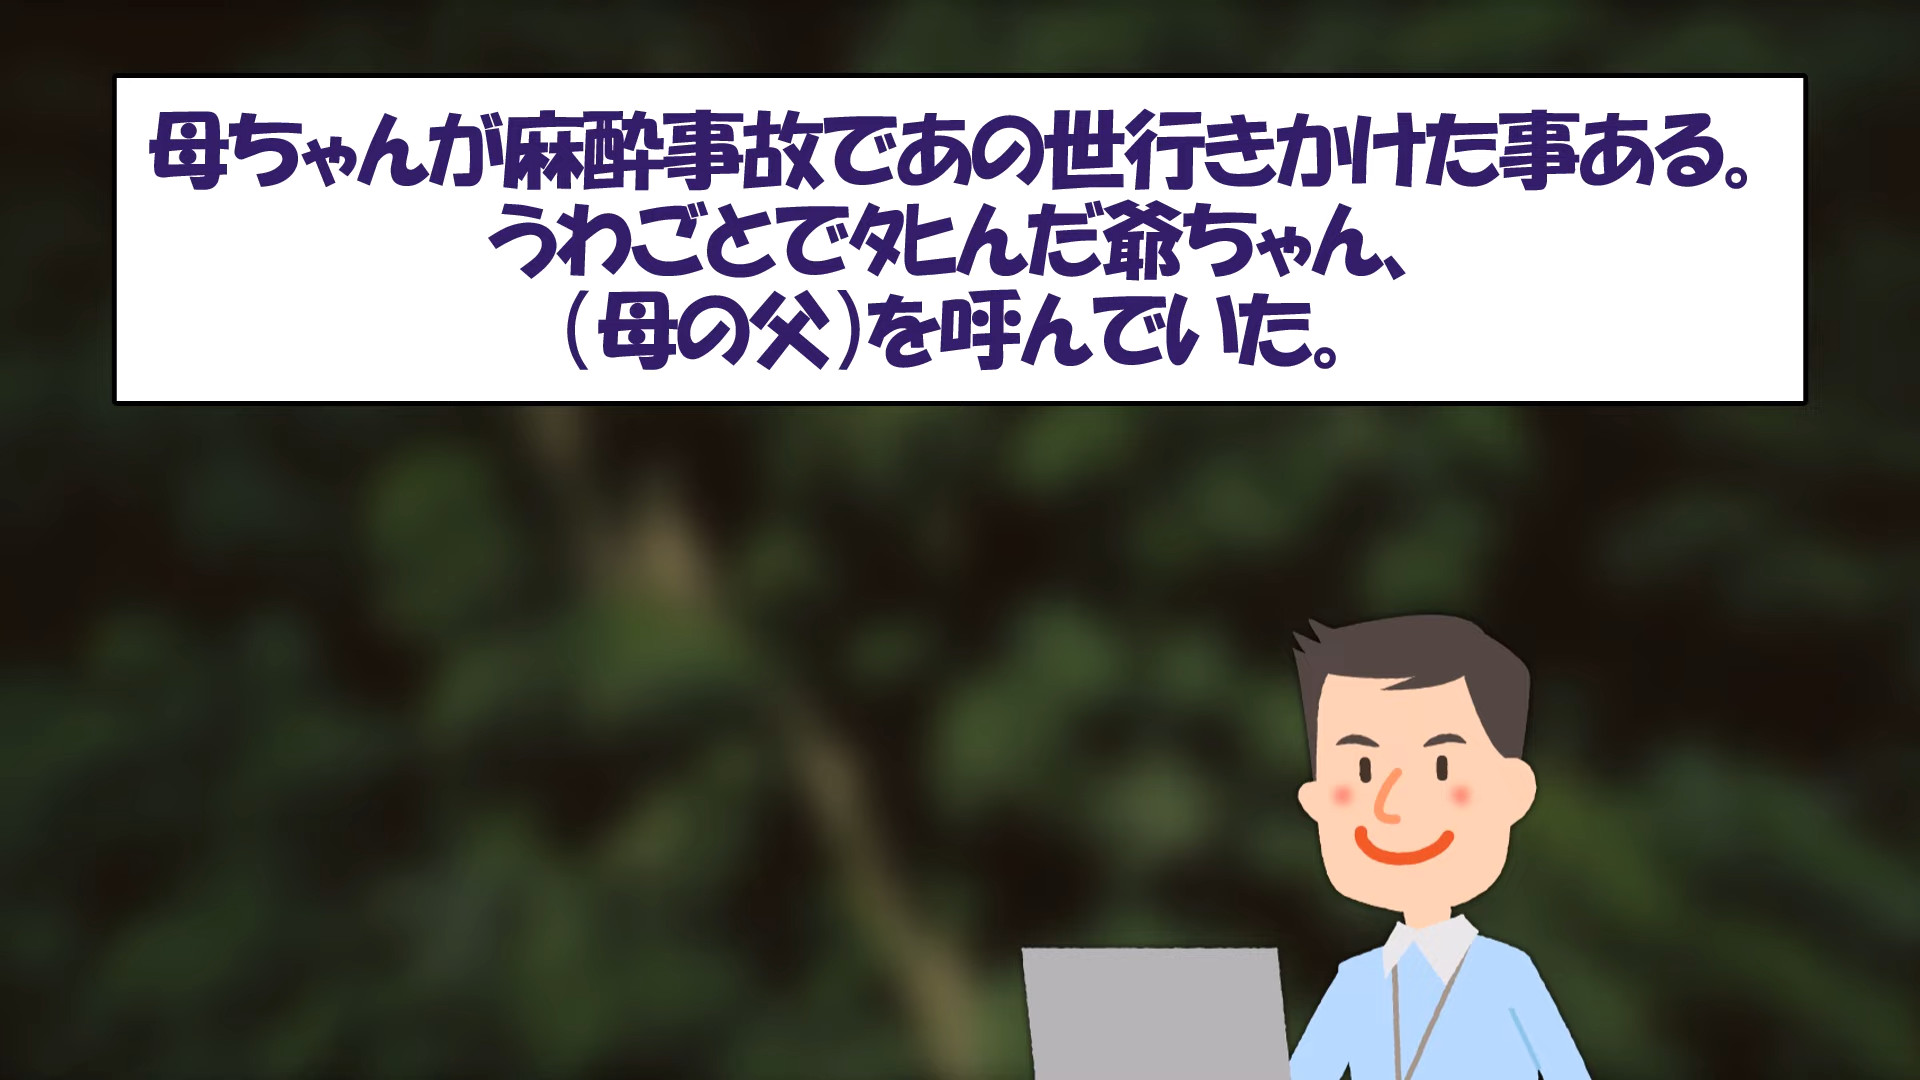 母ちゃんが麻酔事故であの世行きかけた事ある。
うわごとでﾀﾋんだ爺ちゃん、
(母の父)を呼んでいた。